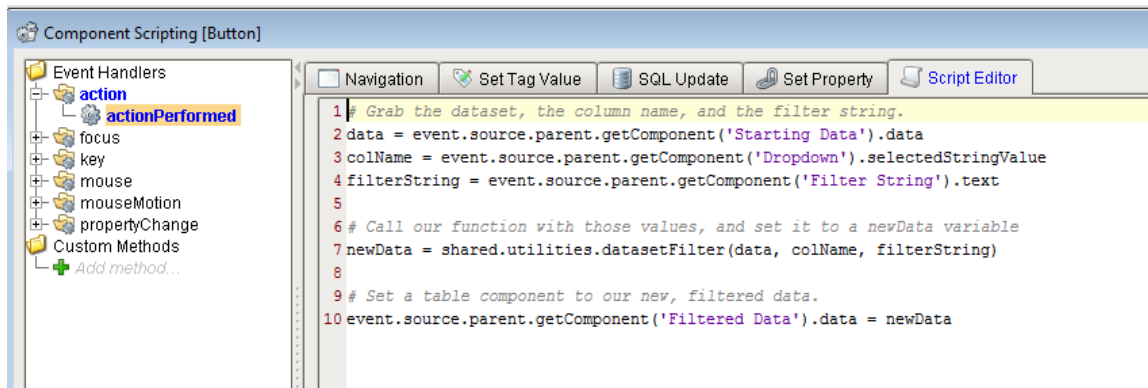 Component Scripting [Button]
Event Handlers
action
actionPerformed
focus
key
mouse
mouseMotion
propertyChange
Custom Methods
Add method...
Navigation
Set Tag Value
SQL Update
Set Property
Script Editor
1 # Grab the dataset, the column name, and the filter string.
2 data = event.source.parent.getComponent('Starting Data').data
3 colName = event.source.parent.getComponent('Dropdown').selectedStringValue
4 filterString = event.source.parent.getComponent('Filter String').text
5
6 # Call our function with those values, and set it to a newData variable
7 newData = shared.utilities.datasetFilter(data, colName, filterString)
8
9 # Set a table component to our new, filtered data.
10 event.source.parent.getComponent('Filtered Data').data = newData